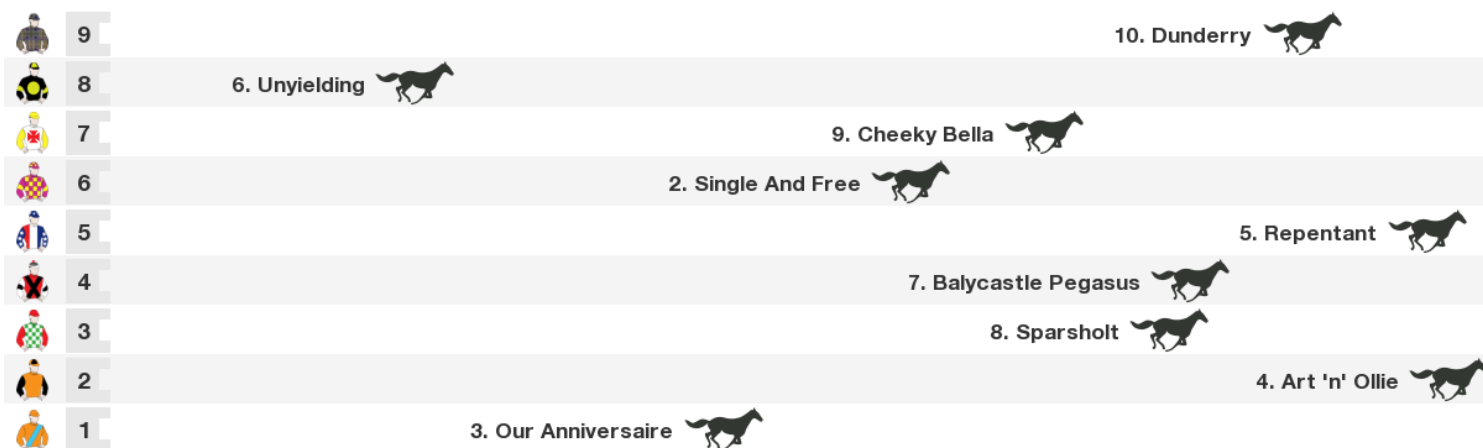 9 10. Dunderry
8 6. Unyielding
7 9. Cheeky Bella
6 2. Single And Free
5 5. Repentant
4 7. Balycastle Pegasus
3 8. Sparsholt
2 4. Art 'n' Ollie
1 3. Our Anniversaire